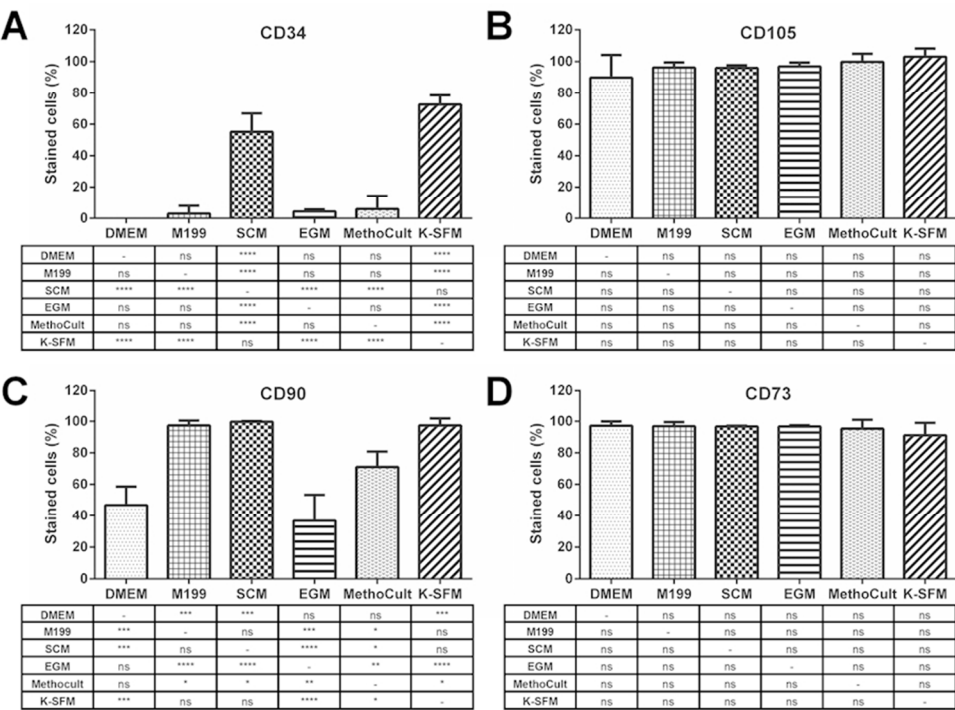 A
CD34
Stained cells (%)
120
100
80
60
40
20
0
DMEM M199 SCM EGM MethoCult K-SFM
DMEM - ns **** ns ns ****
M199 ns - **** ns ns ****
SCM **** **** - **** **** ns
EGM ns ns **** - ns ****
MethoCult ns ns **** ns - ****
K-SFM **** **** ns **** **** -
B
CD105
Stained cells (%)
120
100
80
60
40
20
0
DMEM M199 SCM EGM MethoCult K-SFM
DMEM - ns ns ns ns ns
M199 ns - ns ns ns ns
SCM ns ns - ns ns ns
EGM ns ns ns - ns ns
MethoCult ns ns ns ns - ns
K-SFM ns ns ns ns ns -
C
CD90
Stained cells (%)
120
100
80
60
40
20
0
DMEM M199 SCM EGM MethoCult K-SFM
DMEM - *** *** ns ns ***
M199 *** - ns *** * ns
SCM *** ns - **** * ns
EGM ns **** **** - ** ****
Methocult ns * * ** - *
K-SFM *** ns ns **** * -
D
CD73
Stained cells (%)
120
100
80
60
40
20
0
DMEM M199 SCM EGM MethoCult K-SFM
DMEM - ns ns ns ns ns
M199 ns - ns ns ns ns
SCM ns ns - ns ns ns
EGM ns ns ns - ns ns
MethoCult ns ns ns ns - ns
K-SFM ns ns ns ns ns -